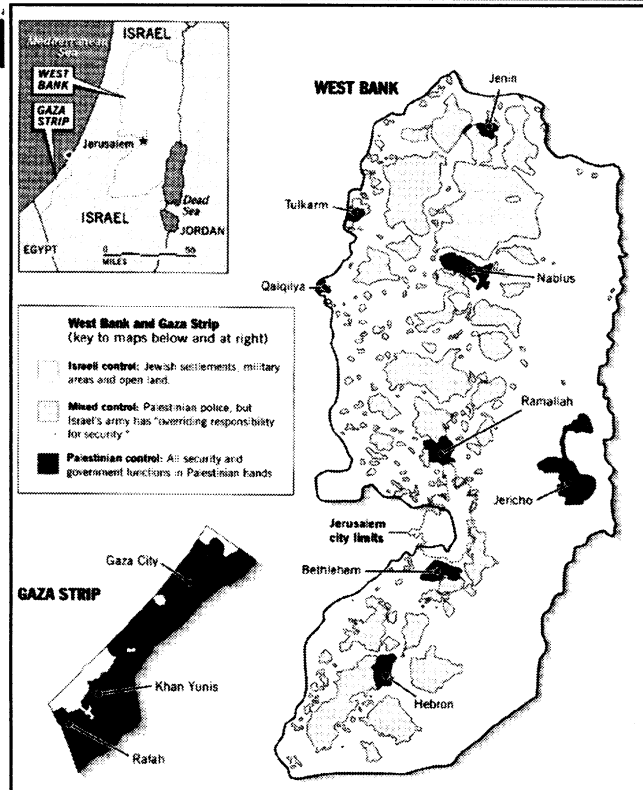 ISRAEL
Mediterranean
Sea
WEST
BANK
GAZA
STRIP
Jerusalem
Dead
Sea
ISRAEL
JORDAN
EGYPT
0 50
MILES
WEST BANK
Jenin
Tulkarm
Nablus
Qalqilya
Ramallah
Jericho
Jerusalem
city limits
Bethlehem
Hebron
West Bank and Gaza Strip
(key to maps below and at right)
Israeli control: Jewish settlements, military
areas and open land.
Mixed control: Palestinian police, but
Israel's army has "overriding responsibility
for security"
Palestinian control: All security and
government functions in Palestinian hands
Gaza City
GAZA STRIP
Khan Yunis
Rafah